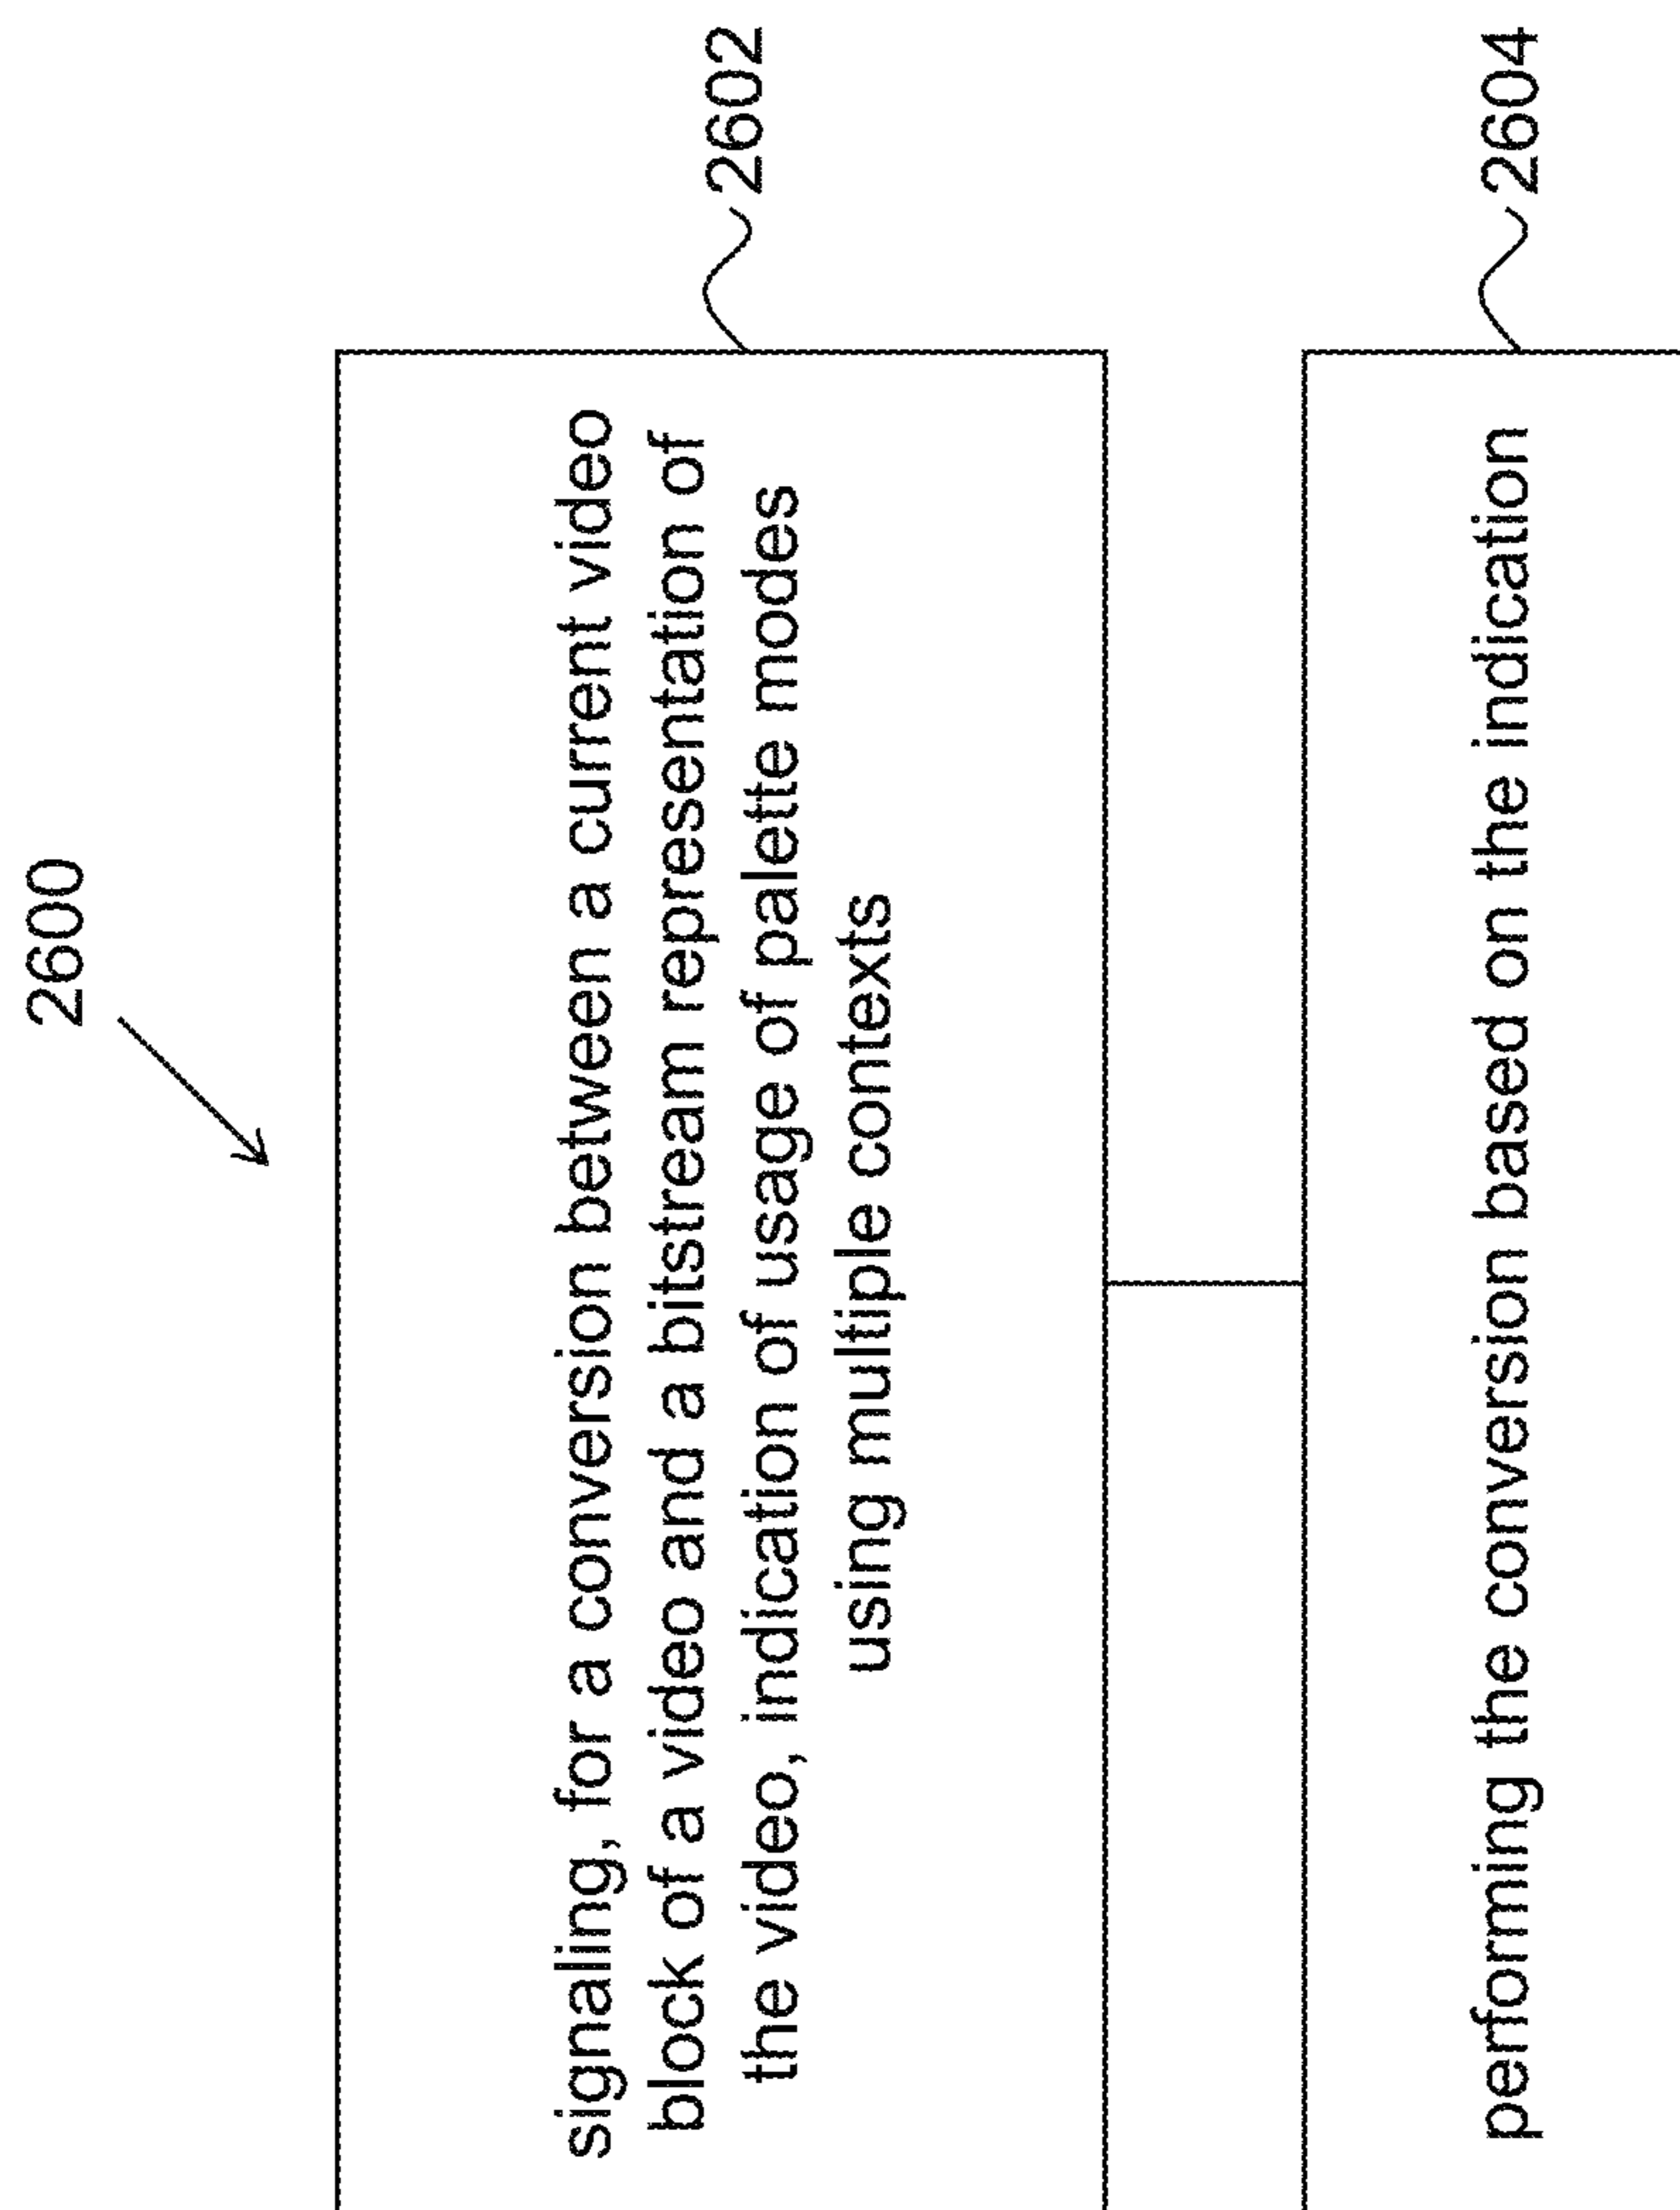 2600
signaling, for a conversion between a current video
block of a video and a bitstream representation of
the video, indication of usage of palette modes
using multiple contexts
2602
performing the conversion based on the indication
2604